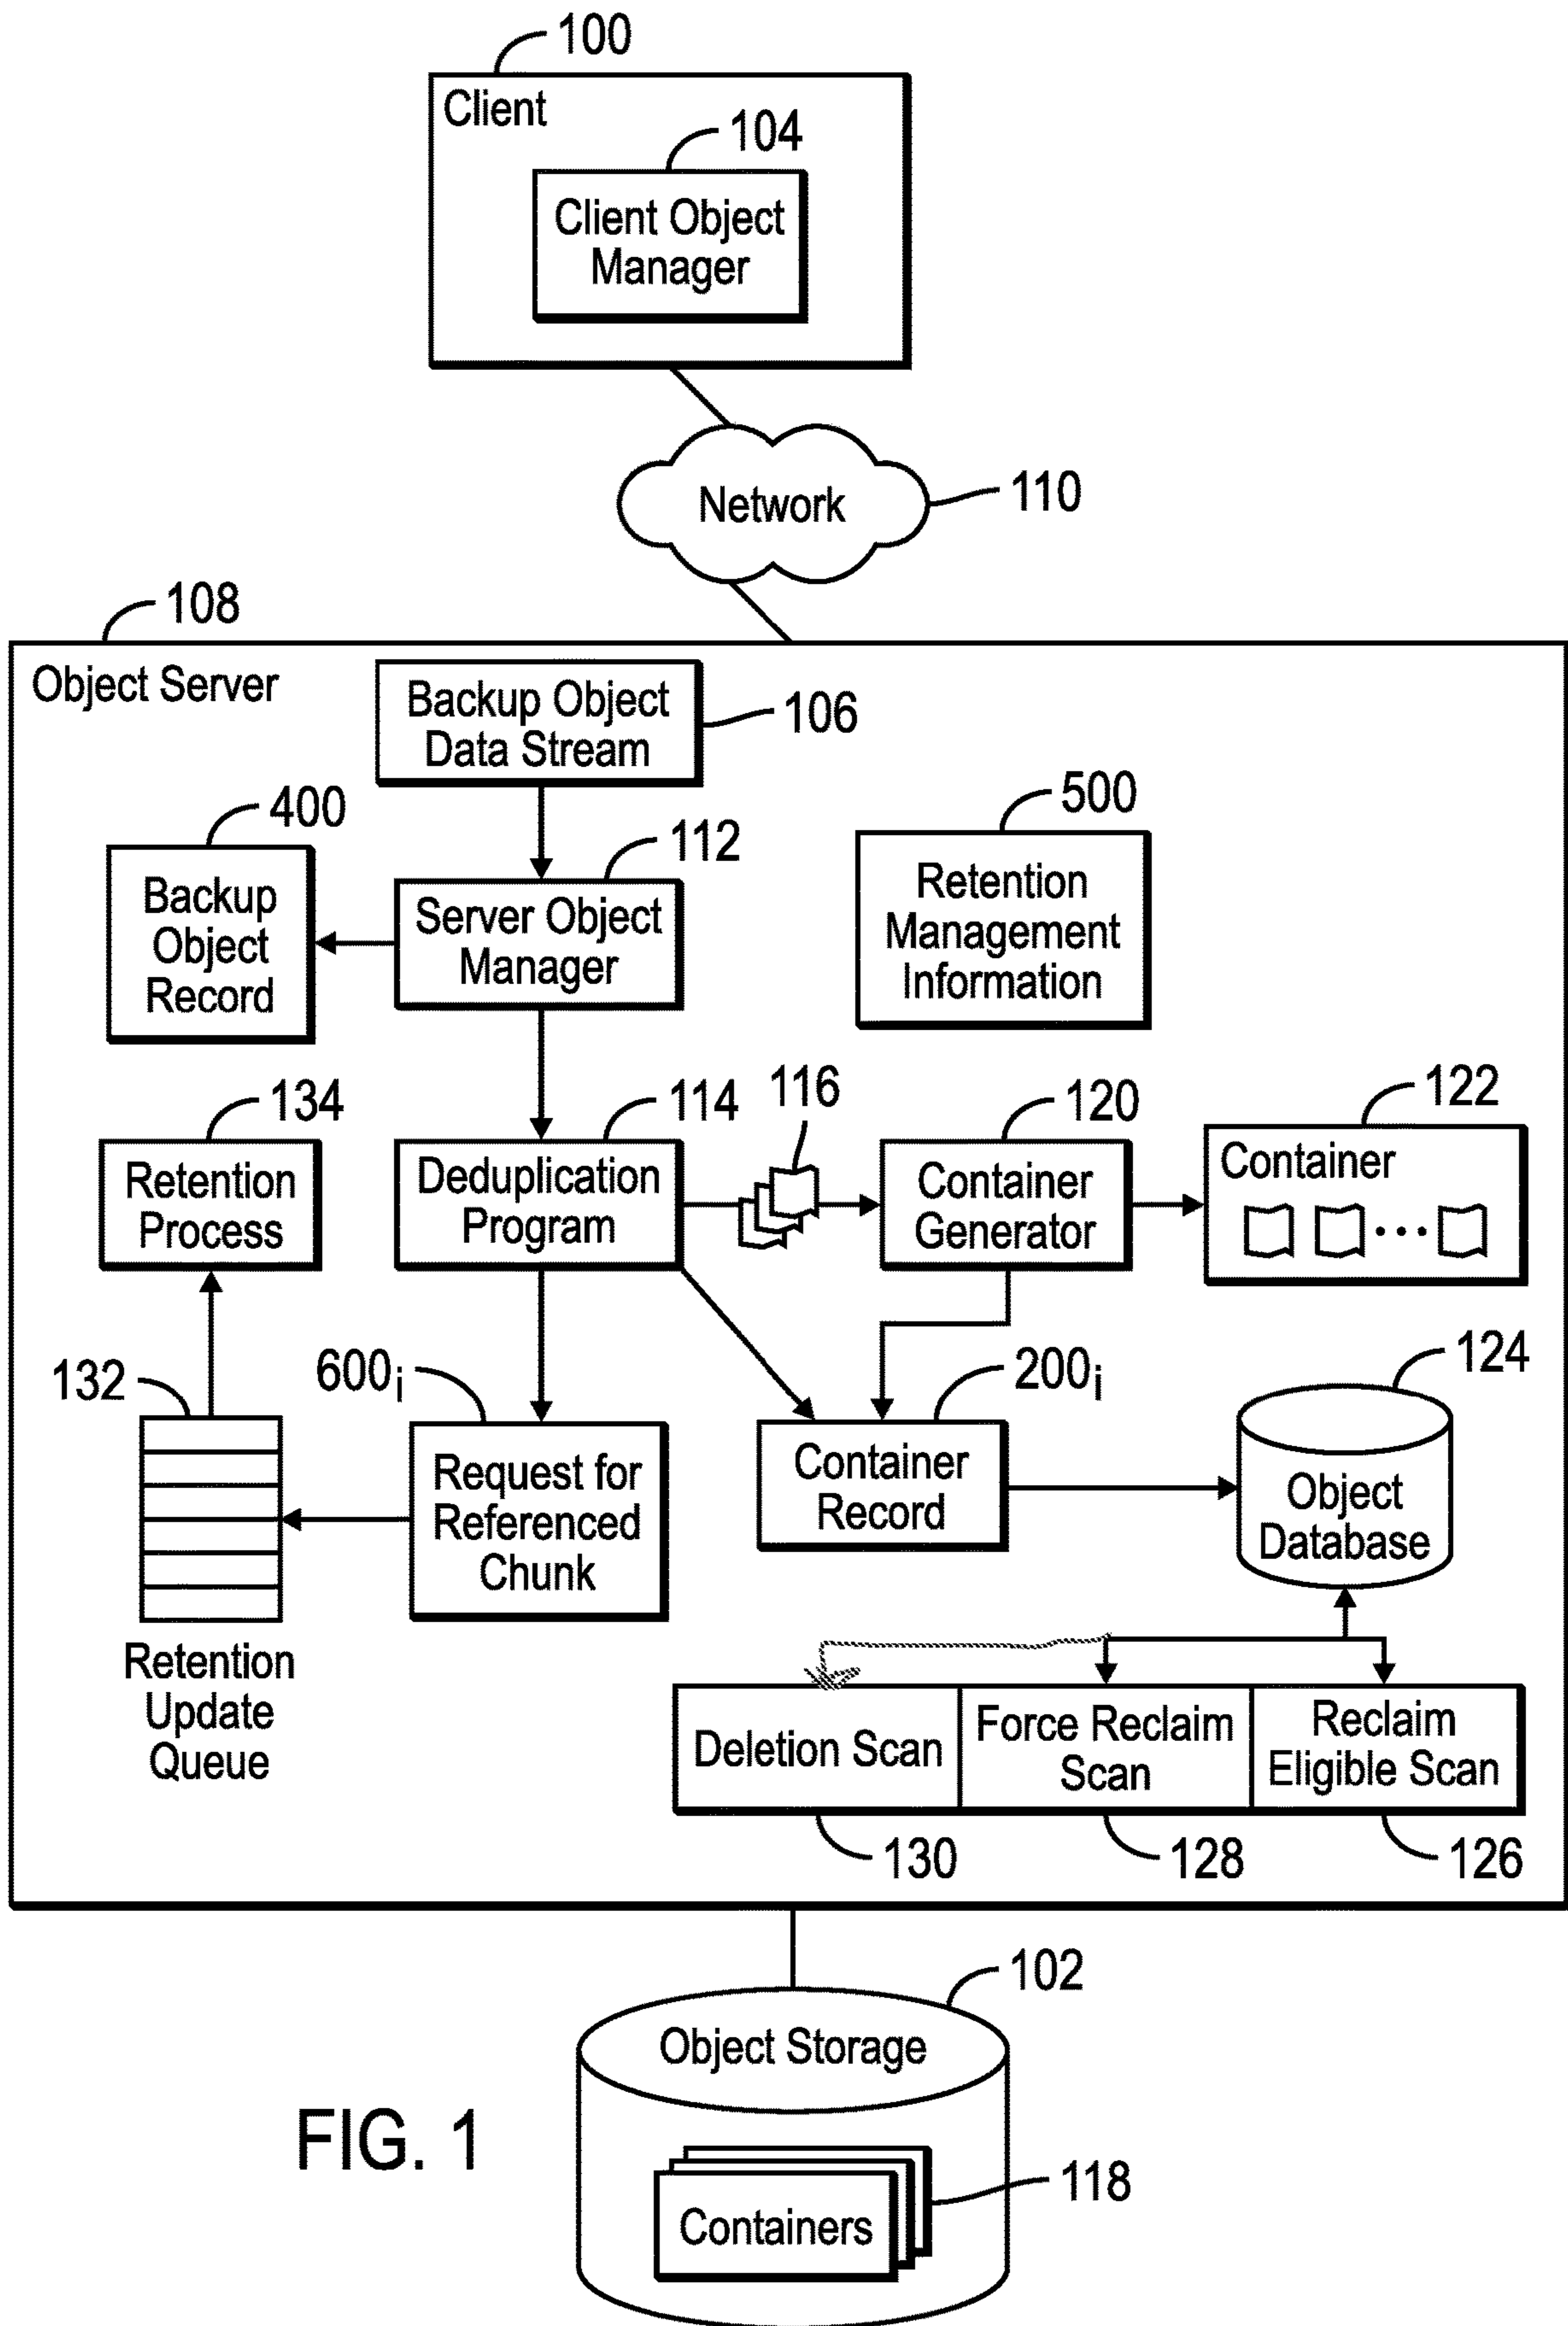 100
Client
104
Client Object
Manager
Network
110
108
Object Server
Backup Object
Data Stream
106
400
Backup
Object
Record
112
Server Object
Manager
500
Retention
Management
Information
134
Retention
Process
114
Deduplication
Program
116
120
Container
Generator
122
Container
132
Retention
Update
Queue
600i
Request for
Referenced
Chunk
200i
Container
Record
124
Object
Database
Deletion Scan
Force Reclaim
Scan
Reclaim
Eligible Scan
130
128
126
102
Object Storage
Containers
118
FIG. 1